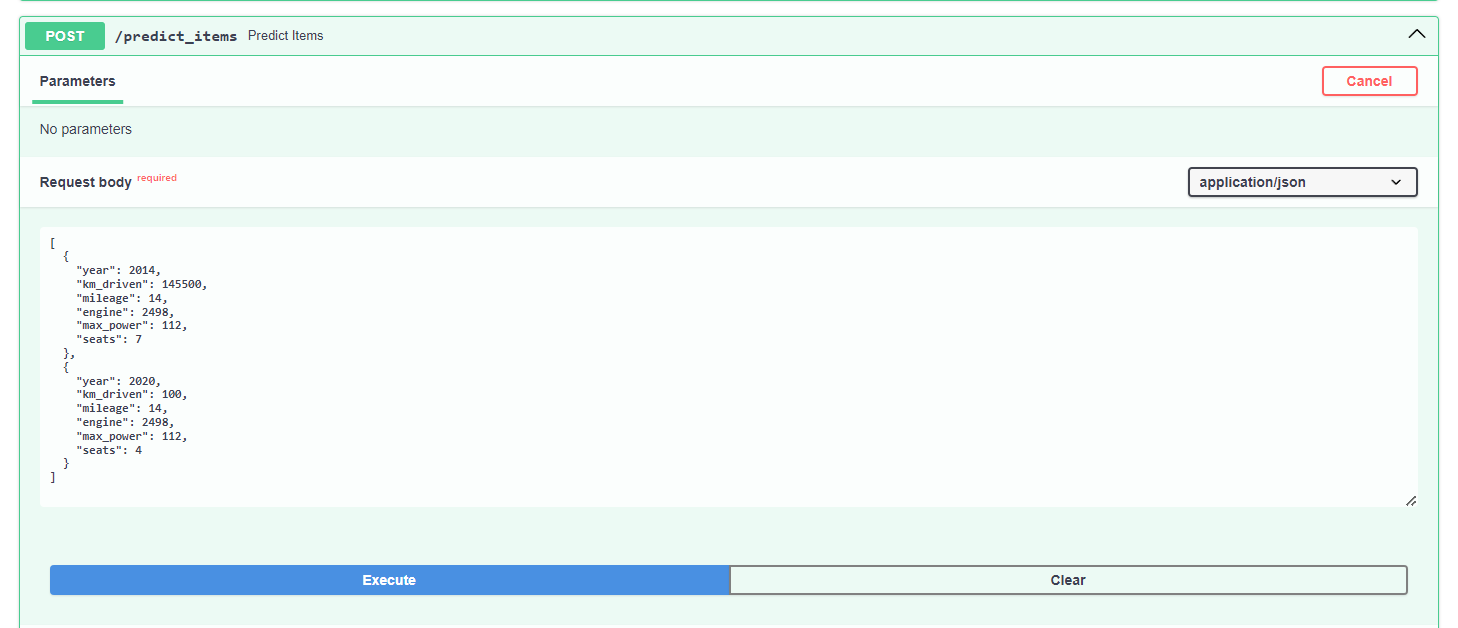 POST /predict_items Predict Items
Parameters
Cancel
No parameters
Request body required
application/json
[
  {
    "year": 2014,
    "km_driven": 145500,
    "mileage": 14,
    "engine": 2498,
    "max_power": 112,
    "seats": 7
  },
  {
    "year": 2020,
    "km_driven": 100,
    "mileage": 14,
    "engine": 2498,
    "max_power": 112,
    "seats": 4
  }
]
Execute
Clear